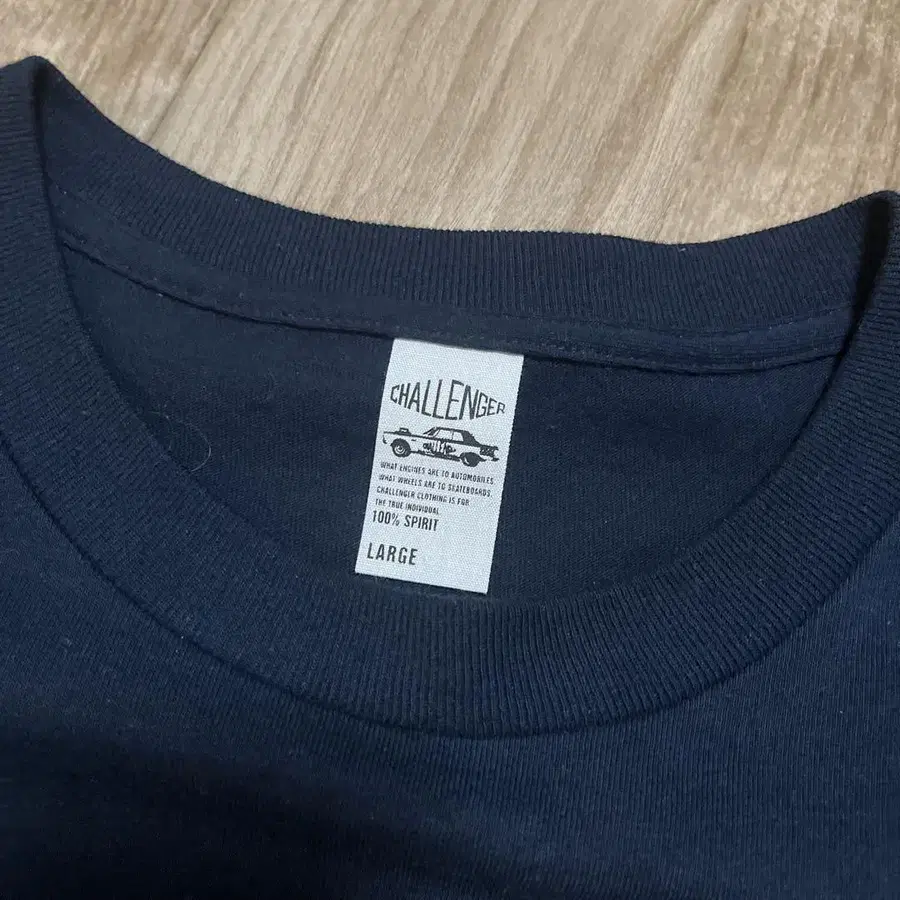 CHALLENGER
WHAT ENGINES ARE TO AUTOMOBILES
WHAT WHEELS ARE TO SKATEBOARDS,
CHALLENGER CLOTHING IS FOR
THE TRUE INDIVIDUAL
100% SPIRIT
LARGE